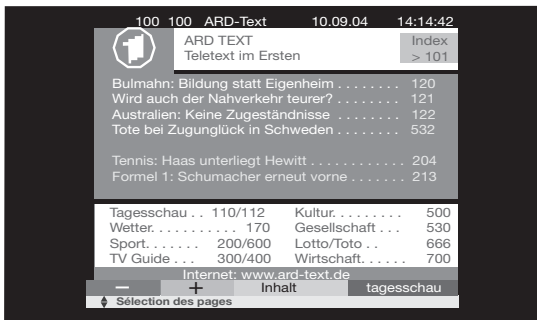 100 100 ARD-Text 10.09.04 14:14:42
ARD TEXT Index
Teletext im Ersten > 101
Bulmahn: Bildung statt Eigenheim . . . . . . . . 120
Wird auch der Nahverkehr teurer? . . . . . . . . 121
Australien: Keine Zugeständnisse . . . . . . . . 122
Tote bei Zugunglück in Schweden . . . . . . . . 532
Tennis: Haas unterliegt Hewitt . . . . . . . . . . . . 204
Formel 1: Schumacher erneut vorne . . . . . . . 213
Tagesschau . . 110/112 Kultur. . . . . . . . . 500
Wetter. . . . . . . . . . . 170 Gesellschaft . . . 530
Sport. . . . . . . 200/600 Lotto/Toto . . 666
TV Guide . . . 300/400 Wirtschaft. . . . . . 700
Internet: www.ard-text.de
– + Inhalt tagesschau
Sélection des pages